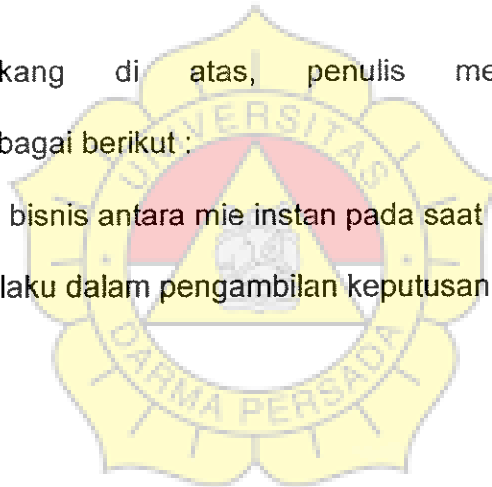 kang di atas, penulis me
bagai berikut :
bisnis antara mie instan pada saat
laku dalam pengambilan keputusan
UNIVERSITAS
DARMA PERSADA